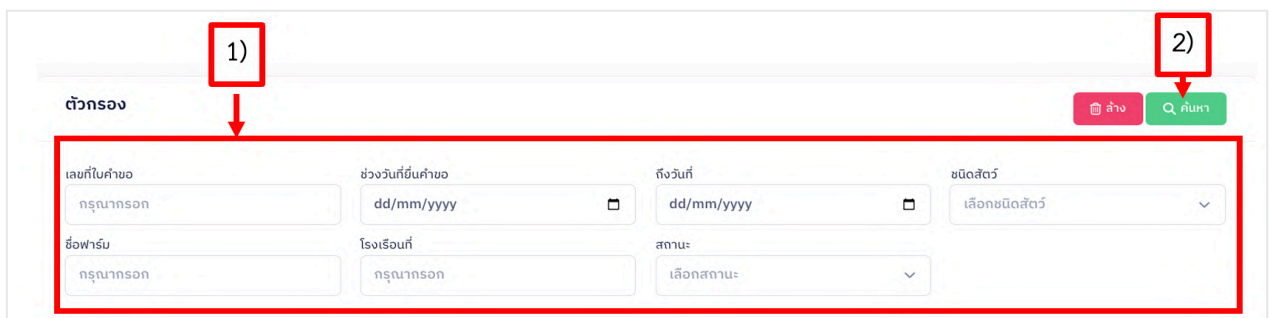 1)
2)
ตัวกรอง
ล้าง
ค้นหา
เลขที่ใบคำขอ
ช่วงวันที่ยื่นคำขอ
ถึงวันที่
ชนิดสัตว์
กรุณากรอก
dd/mm/yyyy
dd/mm/yyyy
เลือกชนิดสัตว์
ชื่อฟาร์ม
โรงเรือนที่
สถานะ
กรุณากรอก
กรุณากรอก
เลือกสถานะ